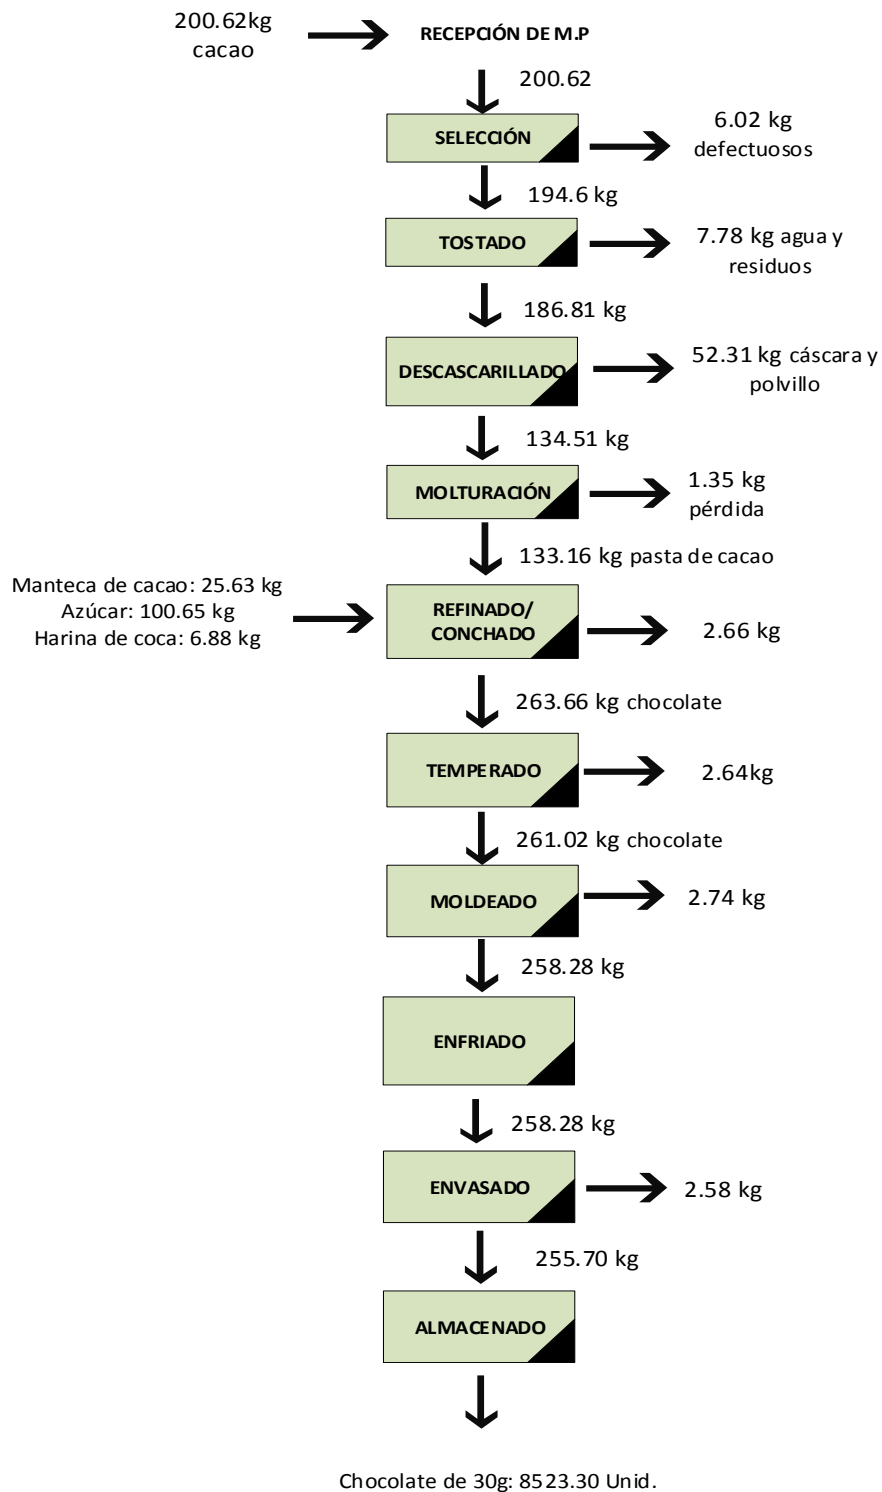 200.62kg
cacao
RECEPCIÓN DE M.P
200.62
SELECCIÓN
6.02 kg
defectuosos
194.6 kg
TOSTADO
7.78 kg agua y
residuos
186.81 kg
DESCASCARILLADO
52.31 kg cáscara y
polvillo
134.51 kg
MOLTURACIÓN
1.35 kg
pérdida
133.16 kg pasta de cacao
Manteca de cacao: 25.63 kg
Azúcar: 100.65 kg
Harina de coca: 6.88 kg
REFINADO/
CONCHADO
2.66 kg
263.66 kg chocolate
TEMPERADO
2.64kg
261.02 kg chocolate
MOLDEADO
2.74 kg
258.28 kg
ENFRIADO
258.28 kg
ENVASADO
2.58 kg
255.70 kg
ALMACENADO
Chocolate de 30g: 8523.30 Unid.